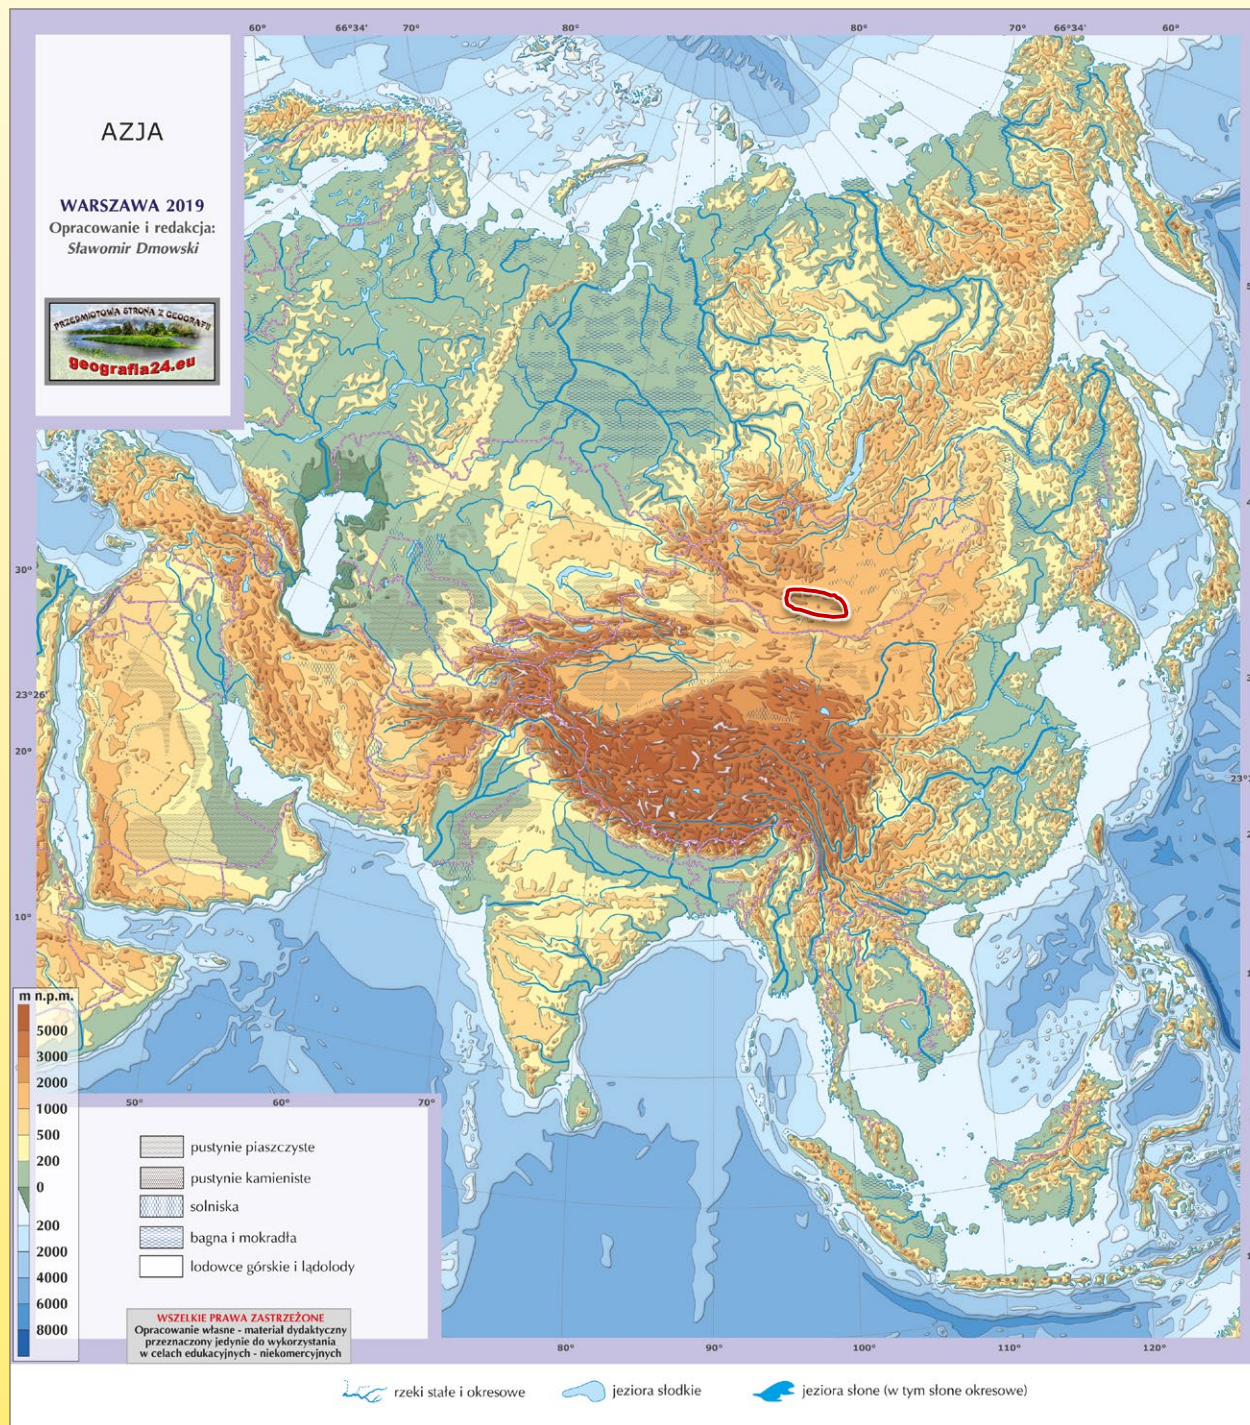 60° 66°34' 70° 80° 80° 70° 66°34' 60°
AZJA
WARSZAWA 2019
Opracowanie i redakcja:
Sławomir Dmowski
PRZEDMIOTOWA STRONA Z GEOGRAFII
geografia24.eu
30°
23°26'
20°
10°
m n.p.m.
5000
3000
2000
1000
500
200
0
200
2000
4000
6000
8000
50° 60° 70°
pustynie piaszczyste
pustynie kamieniste
solniska
bagna i mokradła
lodowce górskie i lądolody
WSZELKIE PRAWA ZASTRZEŻONE
Opracowanie własne - materiał dydaktyczny
przeznaczony jedynie do wykorzystania
w celach edukacyjnych - niekomercyjnych
80° 90° 100° 110° 120°
rzeki stałe i okresowe
jeziora słodkie
jeziora słone (w tym słone okresowe)